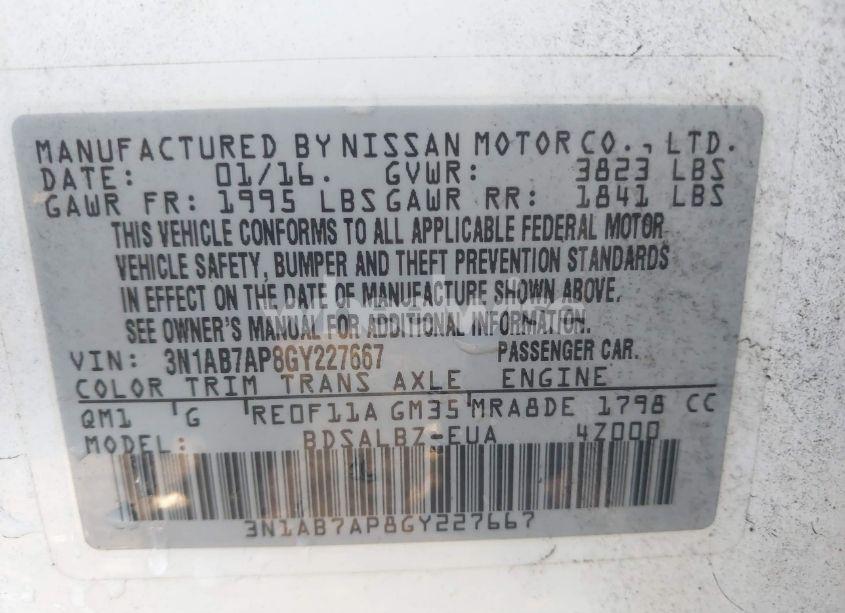 MANUFACTURED BY NISSAN MOTOR CO., LTD.
DATE: 01/16. GVWR: 3823 LBS
GAWR FR: 1995 LBS GAWR RR: 1841 LBS
THIS VEHICLE CONFORMS TO ALL APPLICABLE FEDERAL MOTOR
VEHICLE SAFETY, BUMPER AND THEFT PREVENTION STANDARDS
IN EFFECT ON THE DATE OF MANUFACTURE SHOWN ABOVE.
SEE OWNER'S MANUAL FOR ADDITIONAL INFORMATION.
VIN: 3N1AB7AP8GY227667 PASSENGER CAR.
COLOR TRIM TRANS AXLE ENGINE
QM1 G RE0F11A GM35 MRA8DE 1798 CC
MODEL: BDSALBZ-EUA 4Z000
3N1AB7AP8GY227667